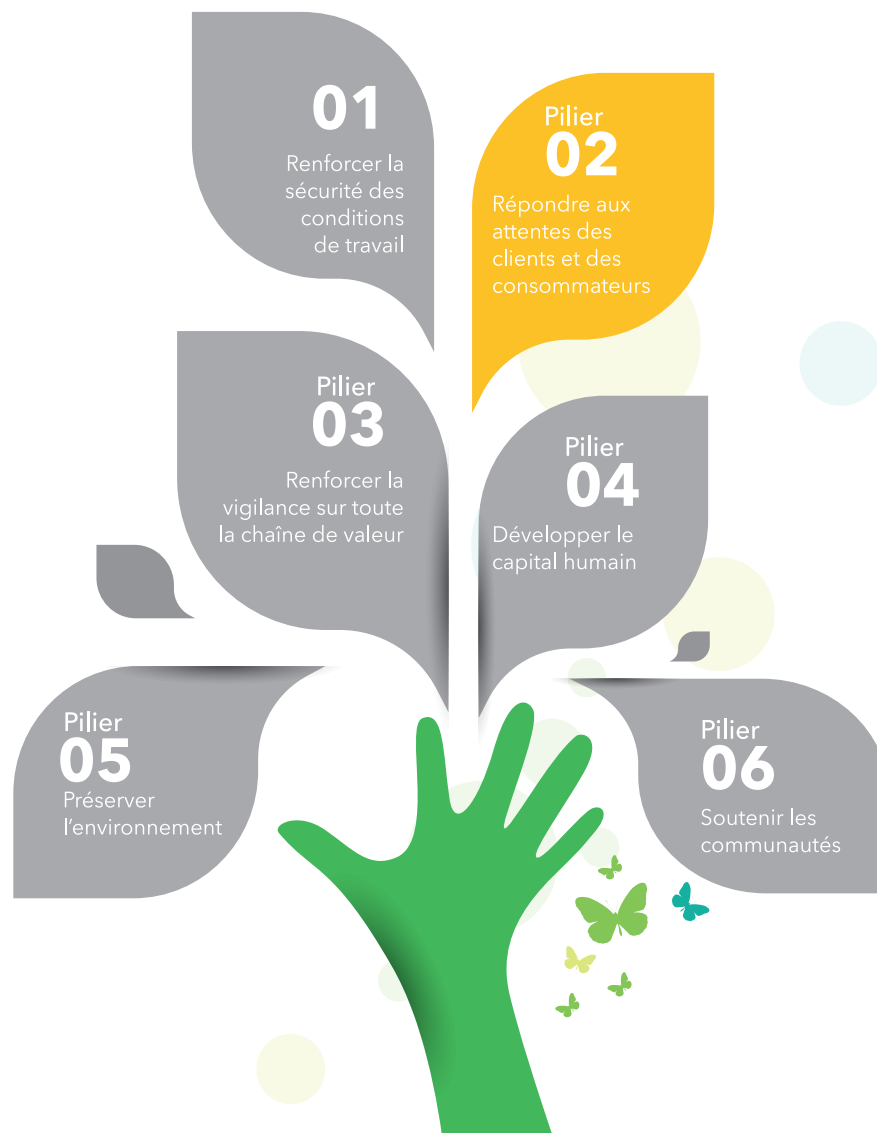 01
Renforcer la
sécurité des
conditions
de travail
Pilier
02
Répondre aux
attentes des
clients et des
consommateurs
Pilier
03
Renforcer la
vigilance sur toute
la chaîne de valeur
Pilier
04
Développer le
capital humain
Pilier
05
Préserver
l’environnement
Pilier
06
Soutenir les
communautés